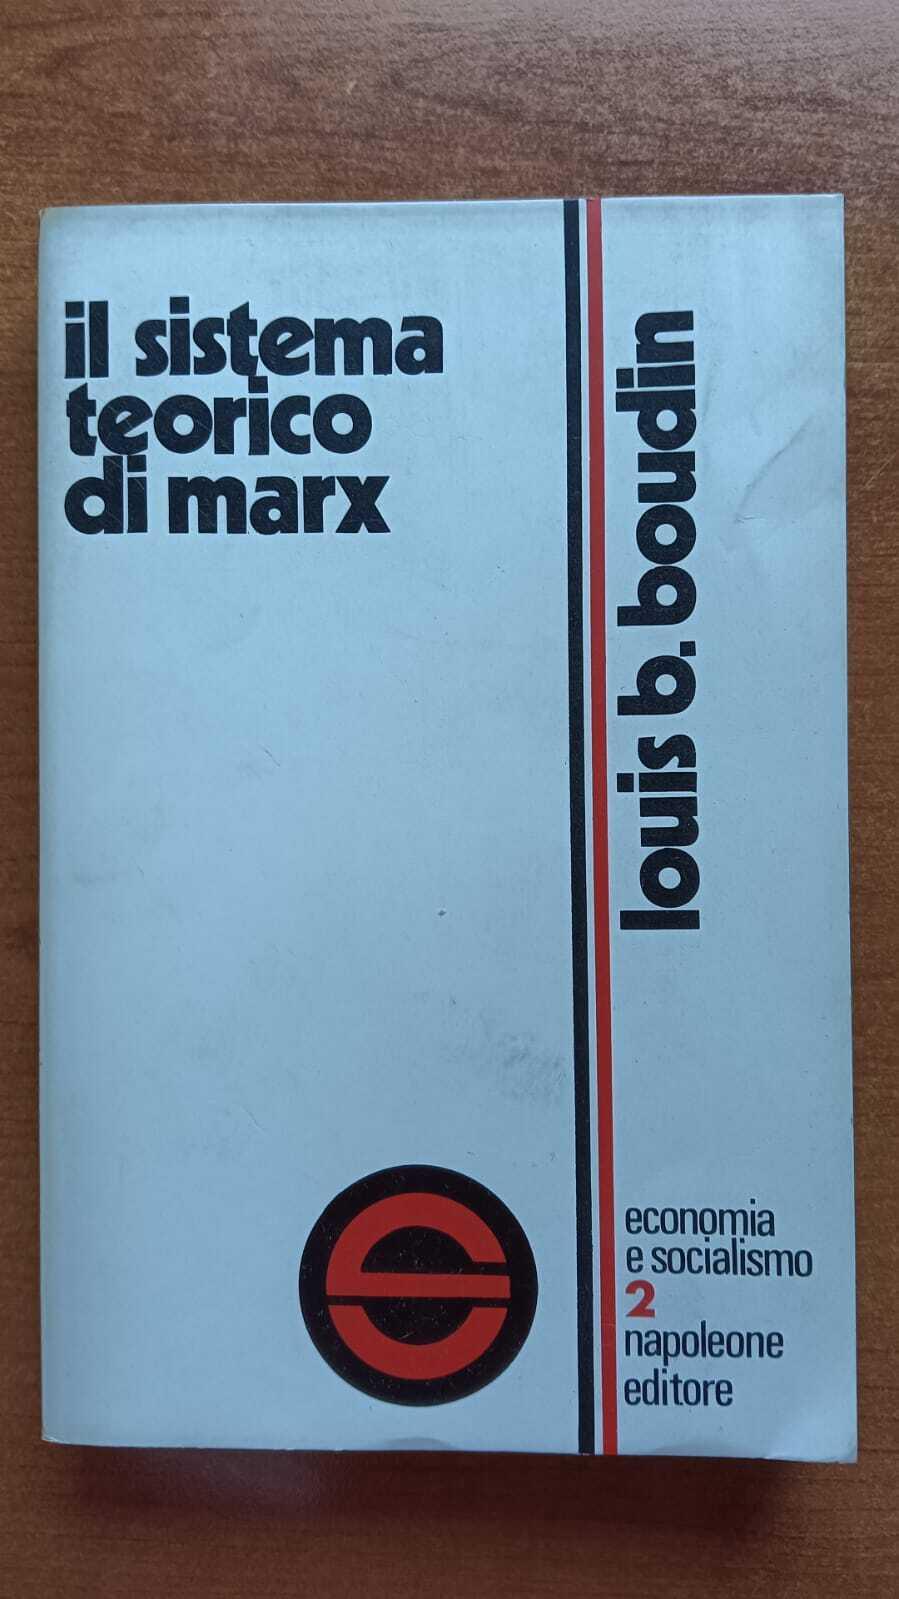 il sistema
teorico
di marx
louis b. boudin
economia
e socialismo
2
napoleone
editore